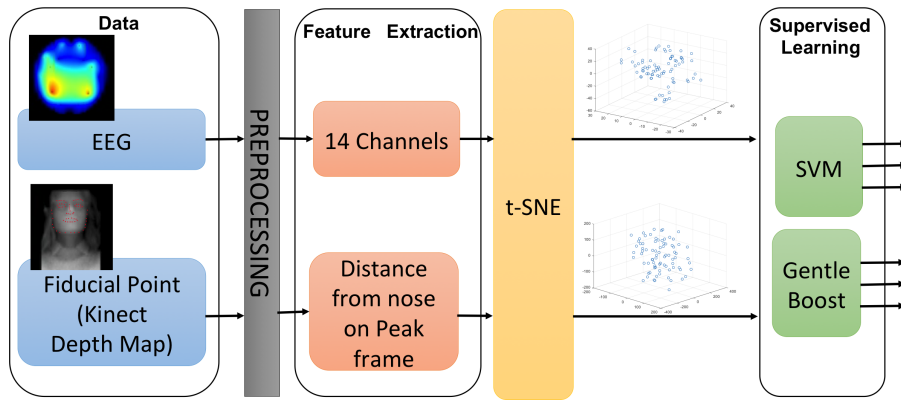 Data
EEG
Fiducial Point
(Kinect
Depth Map)
PREPROCESSING
Feature Extraction
14 Channels
Distance
from nose
on Peak
frame
t-SNE
Supervised
Learning
SVM
Gentle
Boost